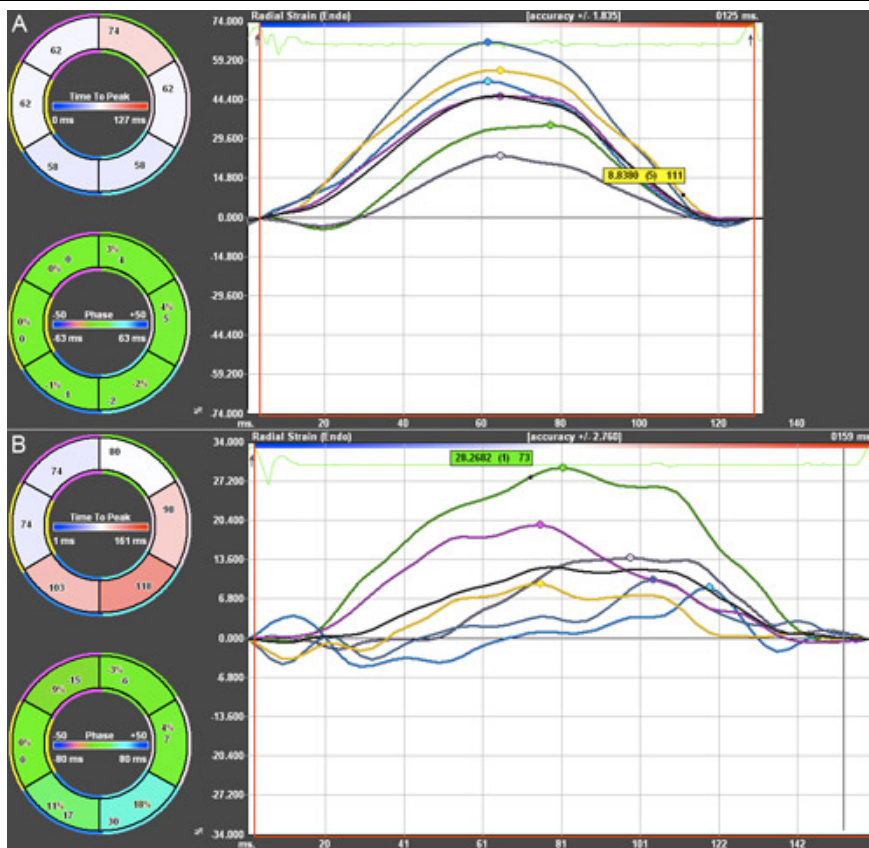 A
74
62
62
62
58
58
Time To Peak
0 ms 127 ms
Radial Strain (Endo) [accuracy +/- 1.835] 0125 ms.
74.000
59.200
44.400
29.600
14.800
0.000
-14.800
-29.600
-44.400
-59.200
-74.000
8.8380 (5) 111
ms. 20 40 60 80 100 120 140
0% 0
3% 4
4% 5
0% 0
-2
-2%
-50 Phase +50
-63 ms 63 ms
B
80
74
98
74
103
118
Time To Peak
1 ms 161 ms
Radial Strain (Endo) [accuracy +/- 2.760] 0159 ms
34.000
27.200
20.400
13.600
6.800
0.000
-6.800
-13.600
-20.400
-27.200
-34.000
28.2682 (1) 73
ms. 20 41 61 81 101 122 142
9% 15
6
4% 7
0% 0
11% 17
18% 30
-50 Phase +50
-80 ms 80 ms